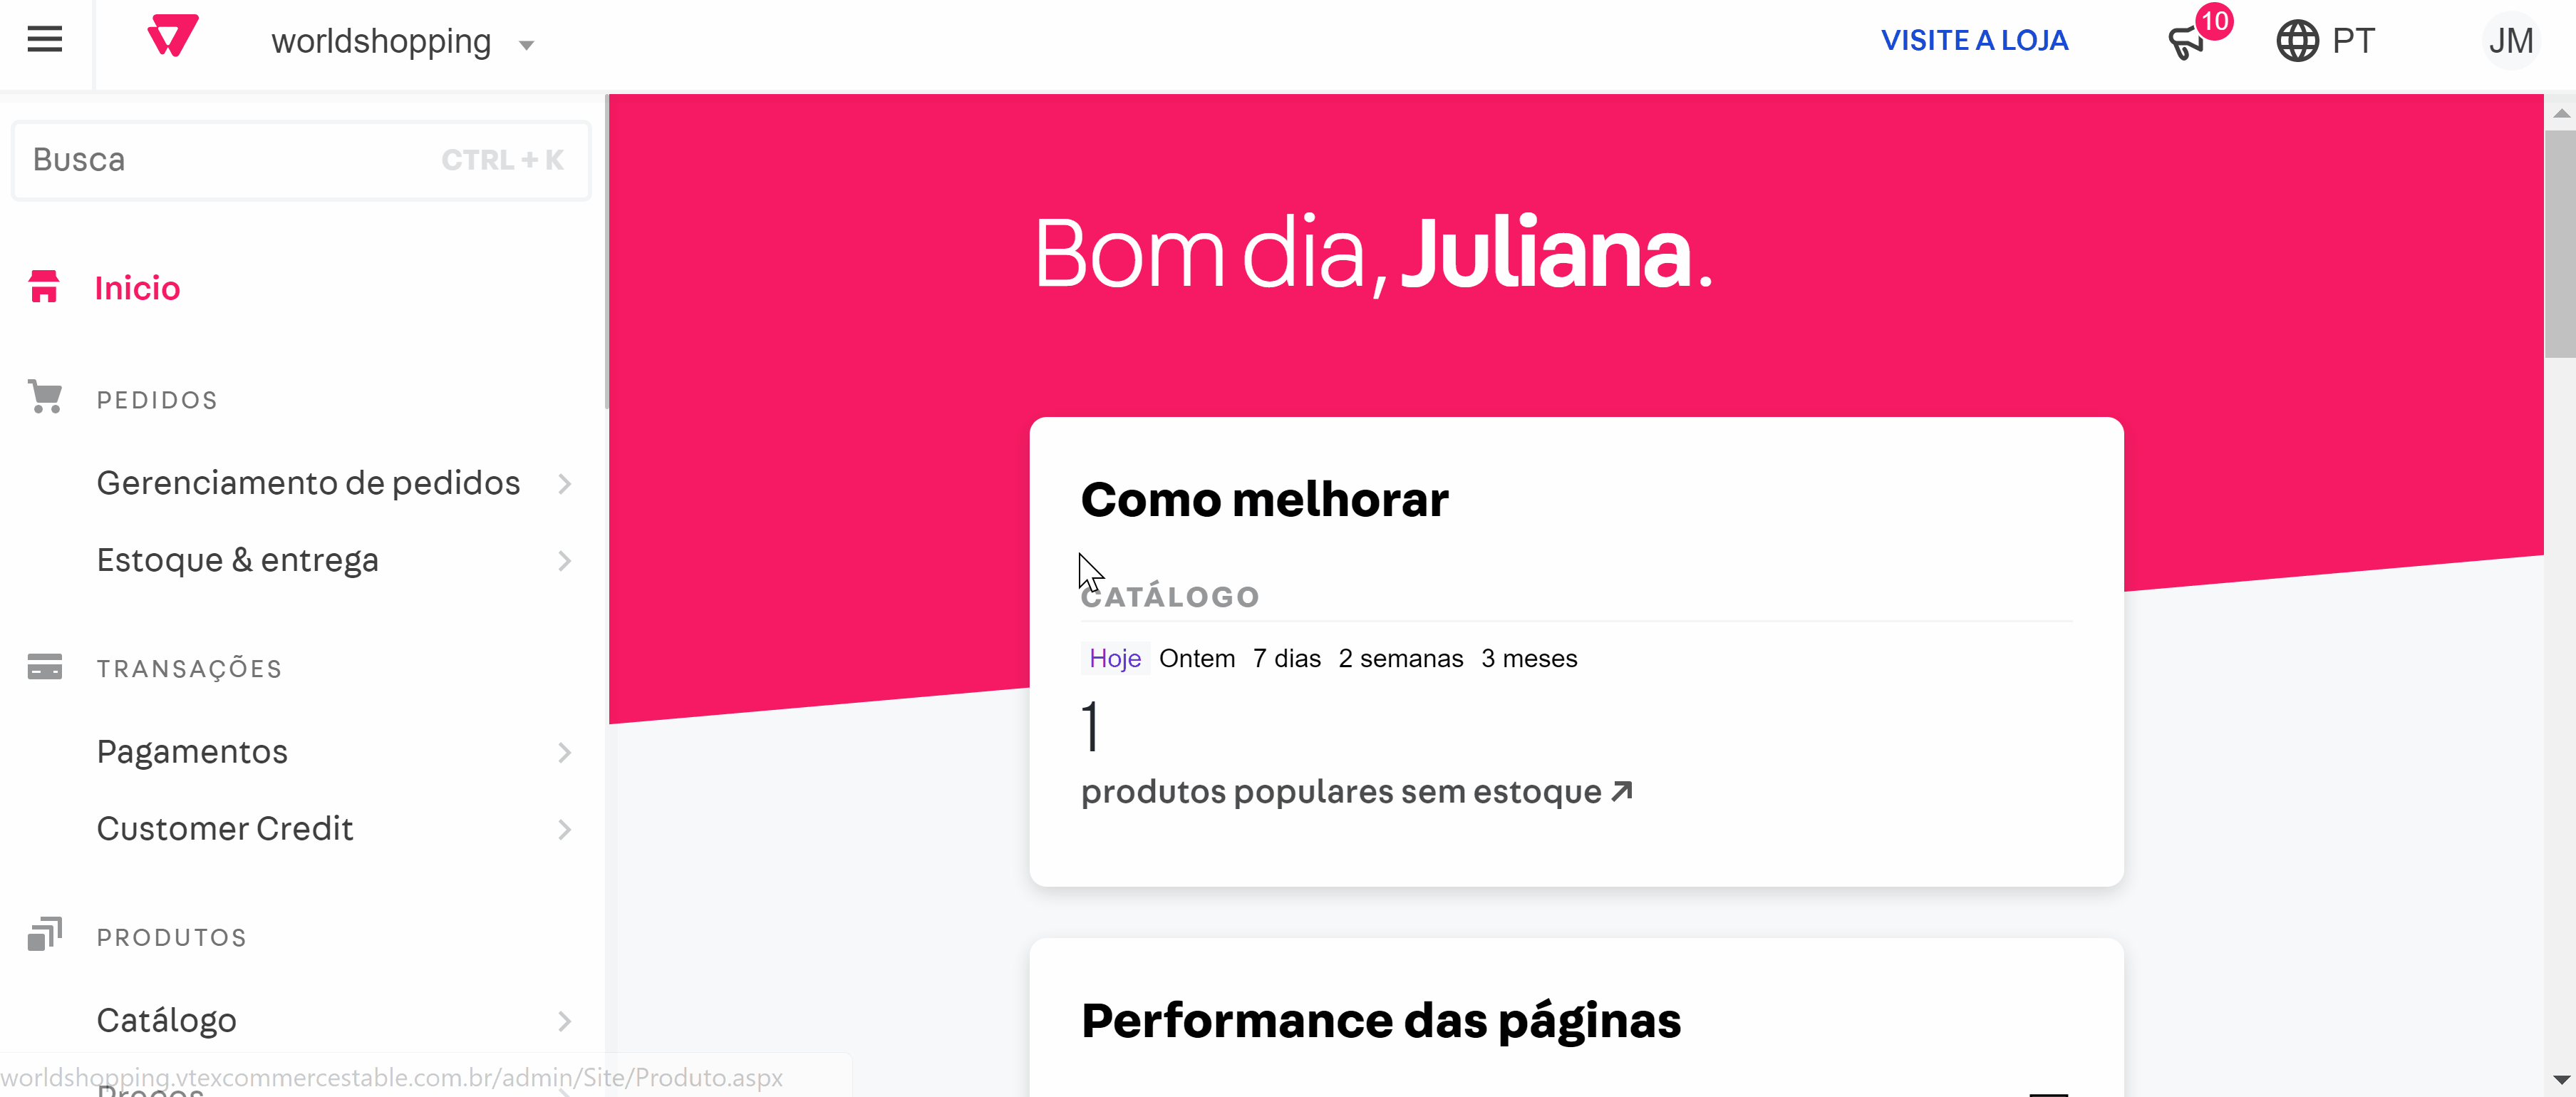 worldshopping
VISITE A LOJA
10
PT
JM
Busca
CTRL + K
Inicio
PEDIDOS
Gerenciamento de pedidos
Estoque & entrega
TRANSAÇÕES
Pagamentos
Customer Credit
PRODUTOS
Catálogo
Preços
worldshopping.vtexcommercestable.com.br/admin/Site/Produto.aspx
Bom dia, Juliana.
Como melhorar
CATÁLOGO
Hoje Ontem 7 dias 2 semanas 3 meses
1
produtos populares sem estoque
Performance das páginas